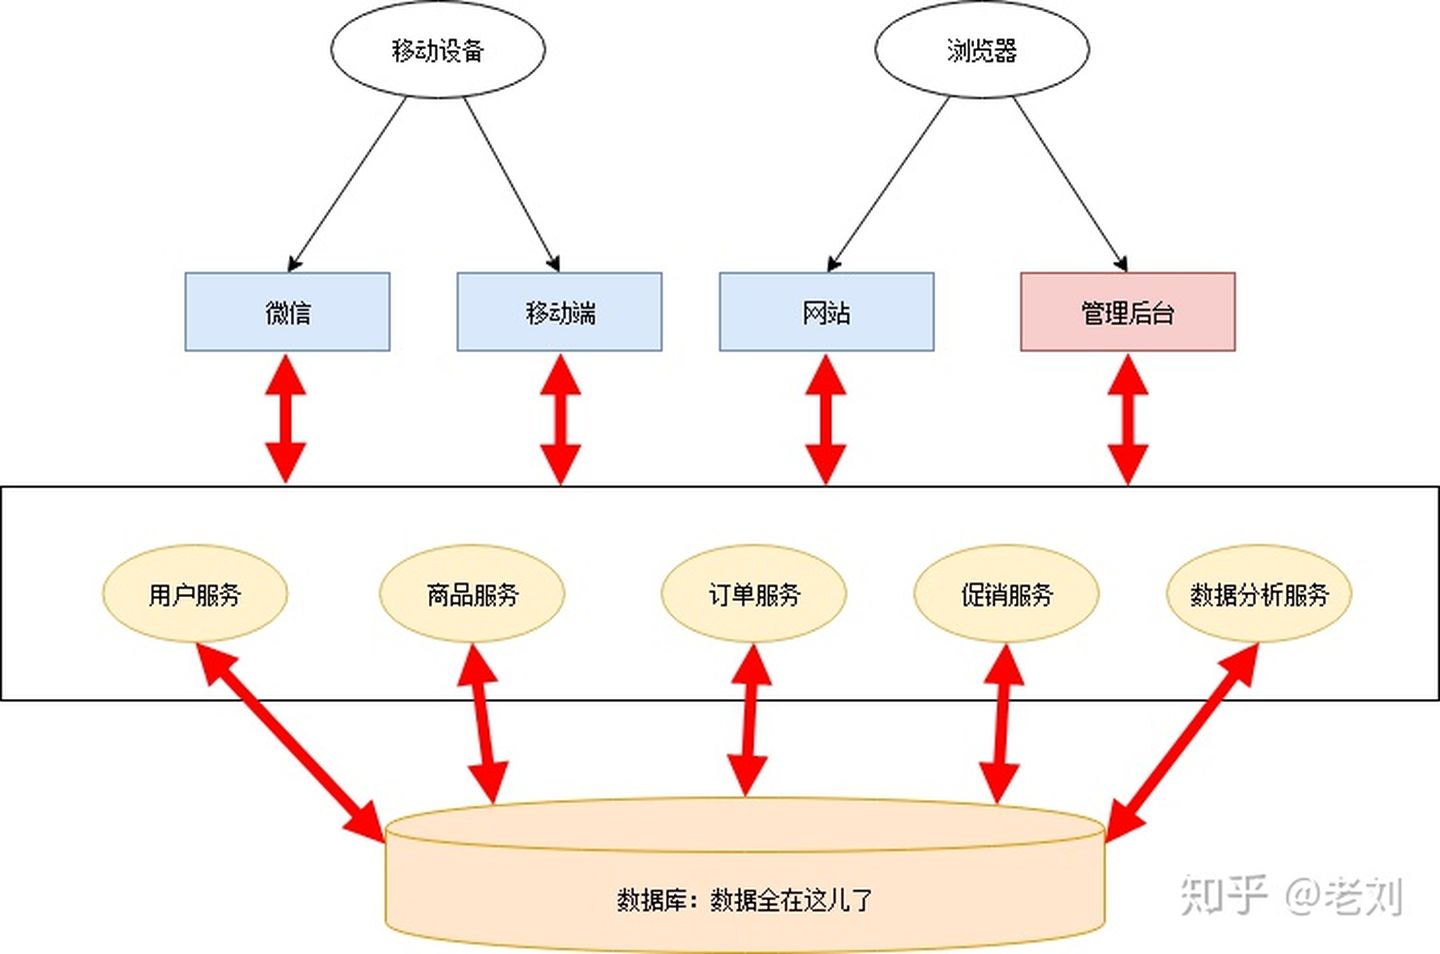 移动设备
浏览器
微信
移动端
网站
管理后台
用户服务
商品服务
订单服务
促销服务
数据分析服务
数据库：数据全在这儿了
知乎 @老刘